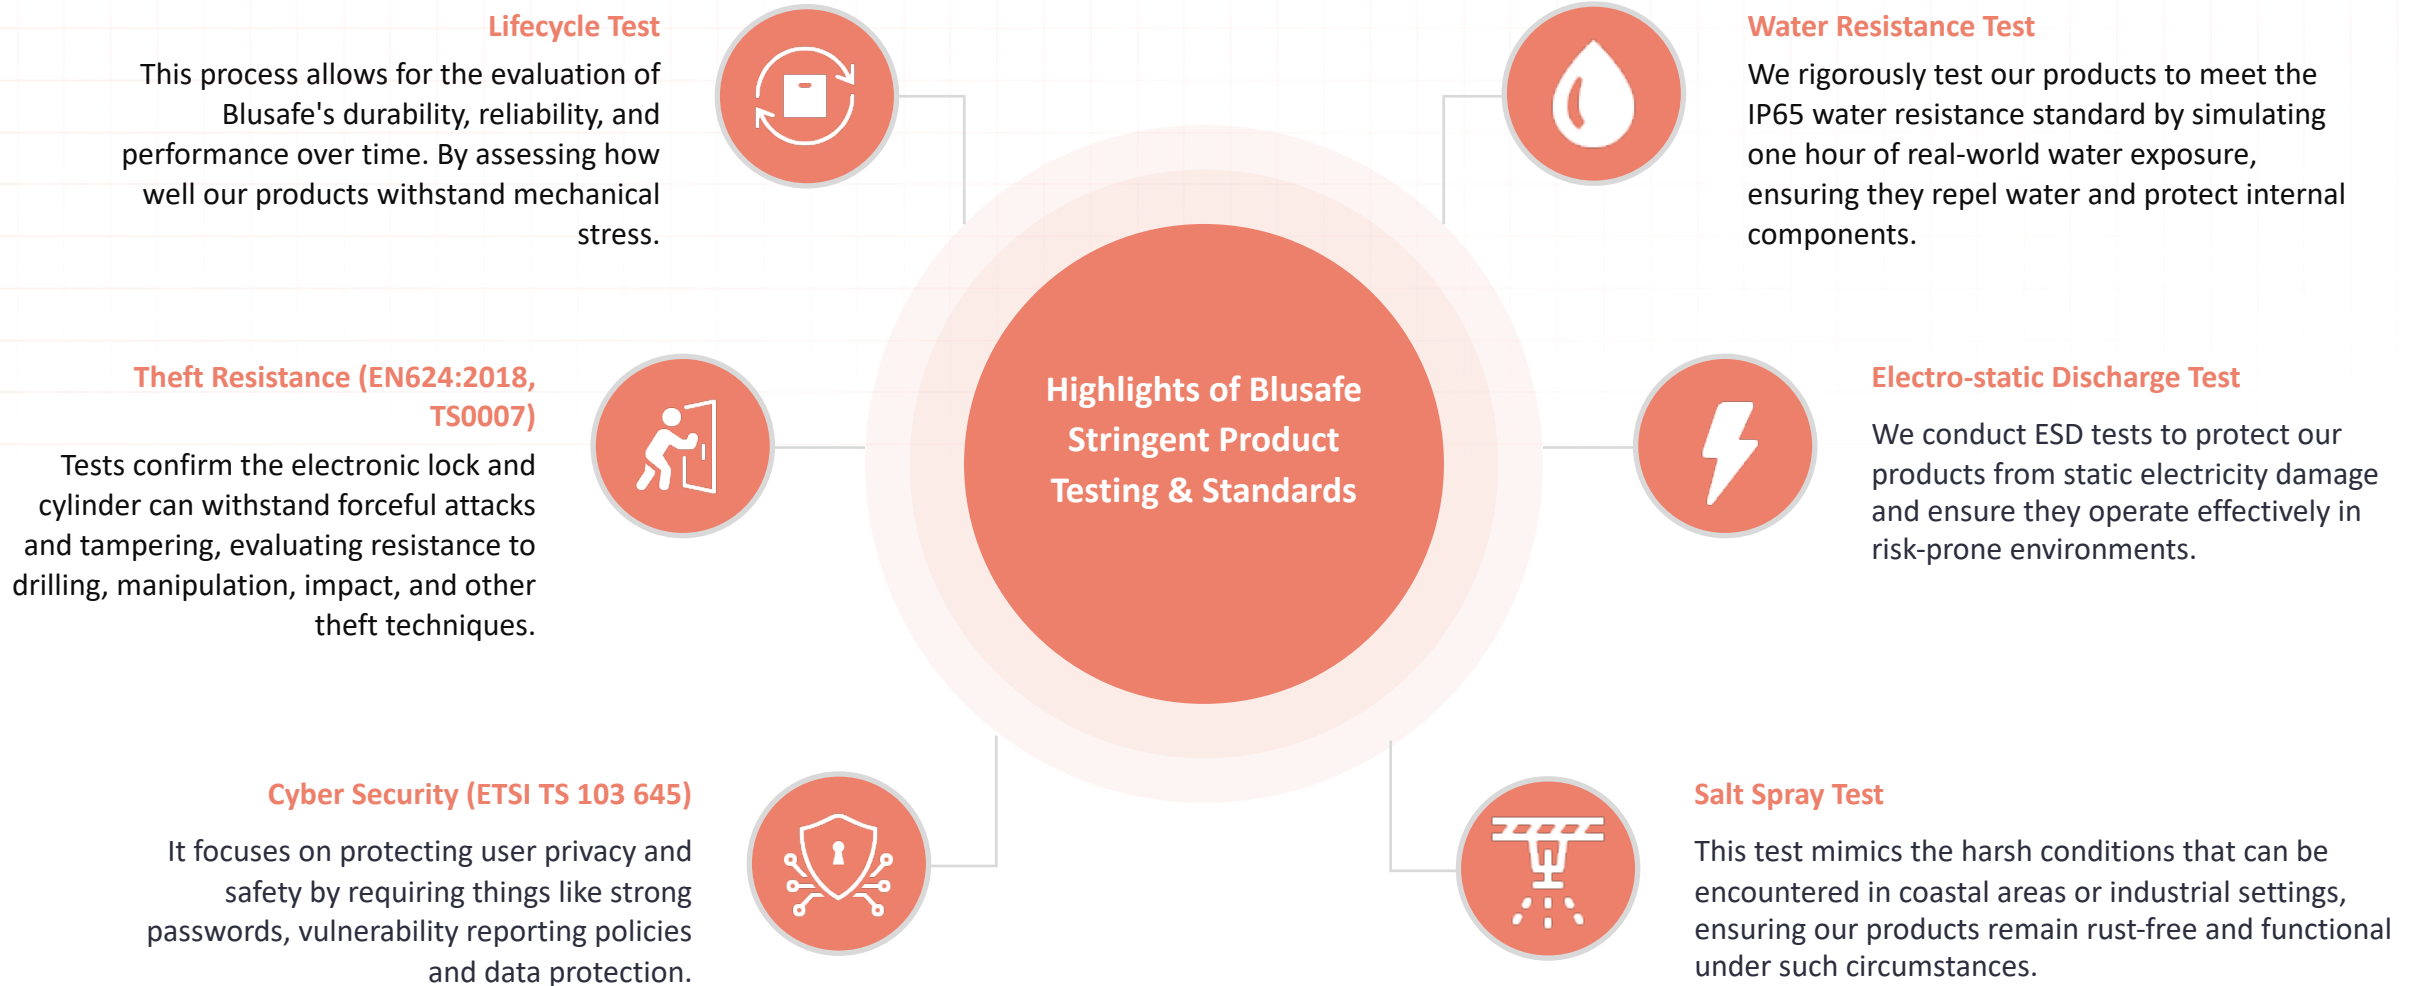 Lifecycle Test
This process allows for the evaluation of
Blusafe's durability, reliability, and
performance over time. By assessing how
well our products withstand mechanical
stress.
Theft Resistance (EN624:2018,
TS0007)
Tests confirm the electronic lock and
cylinder can withstand forceful attacks
and tampering, evaluating resistance to
drilling, manipulation, impact, and other
theft techniques.
Cyber Security (ETSI TS 103 645)
It focuses on protecting user privacy and
safety by requiring things like strong
passwords, vulnerability reporting policies
and data protection.
Highlights of Blusafe
Stringent Product
Testing & Standards
Water Resistance Test
We rigorously test our products to meet the
IP65 water resistance standard by simulating
one hour of real-world water exposure,
ensuring they repel water and protect internal
components.
Electro-static Discharge Test
We conduct ESD tests to protect our
products from static electricity damage
and ensure they operate effectively in
risk-prone environments.
Salt Spray Test
This test mimics the harsh conditions that can be
encountered in coastal areas or industrial settings,
ensuring our products remain rust-free and functional
under such circumstances.